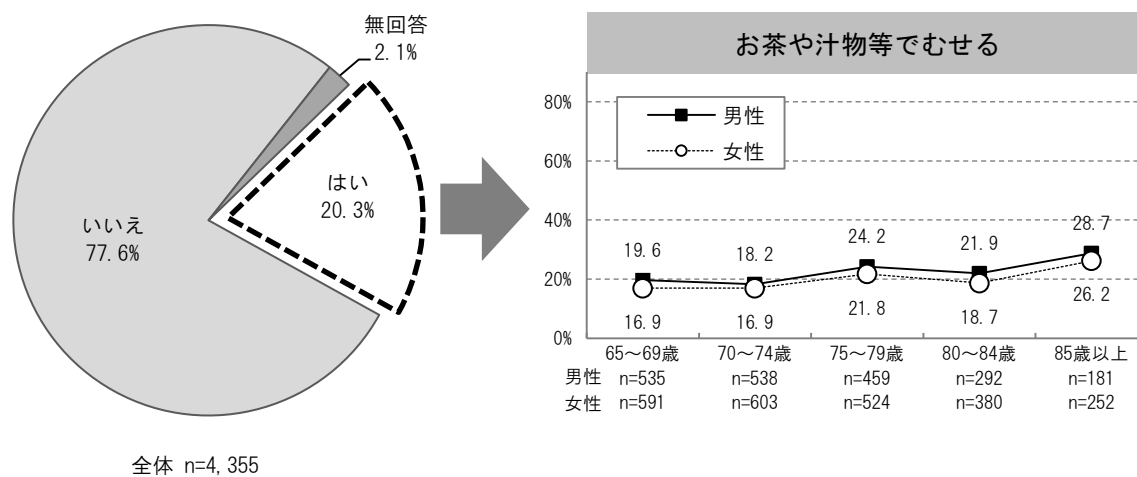 無回答
2.1%
はい
20.3%
いいえ
77.6%
全体 n=4,355
お茶や汁物等でむせる
80%
60%
40%
20%
0%
男性
女性
19.6 18.2 24.2 21.9 28.7
16.9 16.9 21.8 18.7 26.2
65～69歳 70～74歳 75～79歳 80～84歳 85歳以上
男性 n=535 n=538 n=459 n=292 n=181
女性 n=591 n=603 n=524 n=380 n=252